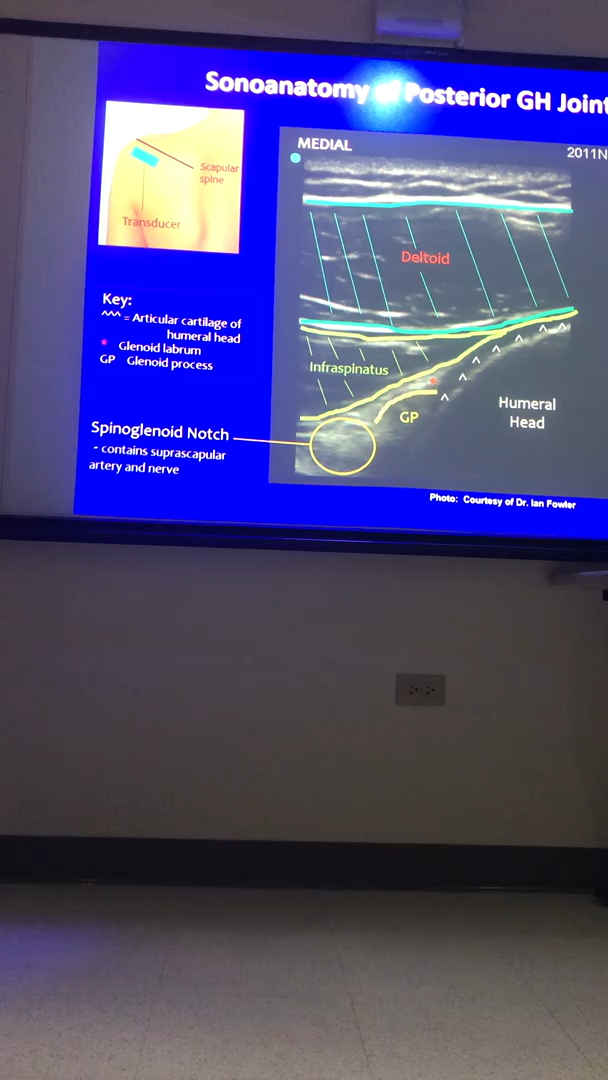 Sonoanatomy of Posterior GH Joint
MEDIAL
2011N
Scapular
spine
Transducer
Deltoid
Key:
^^^ = Articular cartilage of
humeral head
* Glenoid labrum
GP Glenoid process
Infraspinatus
*
GP
Humeral
Head
Spinoglenoid Notch
- contains suprascapular
artery and nerve
Photo: Courtesy of Dr. Ian Fowler